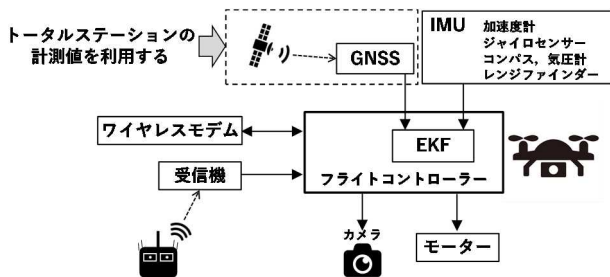 トータルステーションの
計測値を利用する
GNSS
IMU
加速度計
ジャイロセンサー
コンパス，気圧計
レンジファインダー
ワイヤレスモデム
EKF
受信機
フライトコントローラー
カメラ
モーター